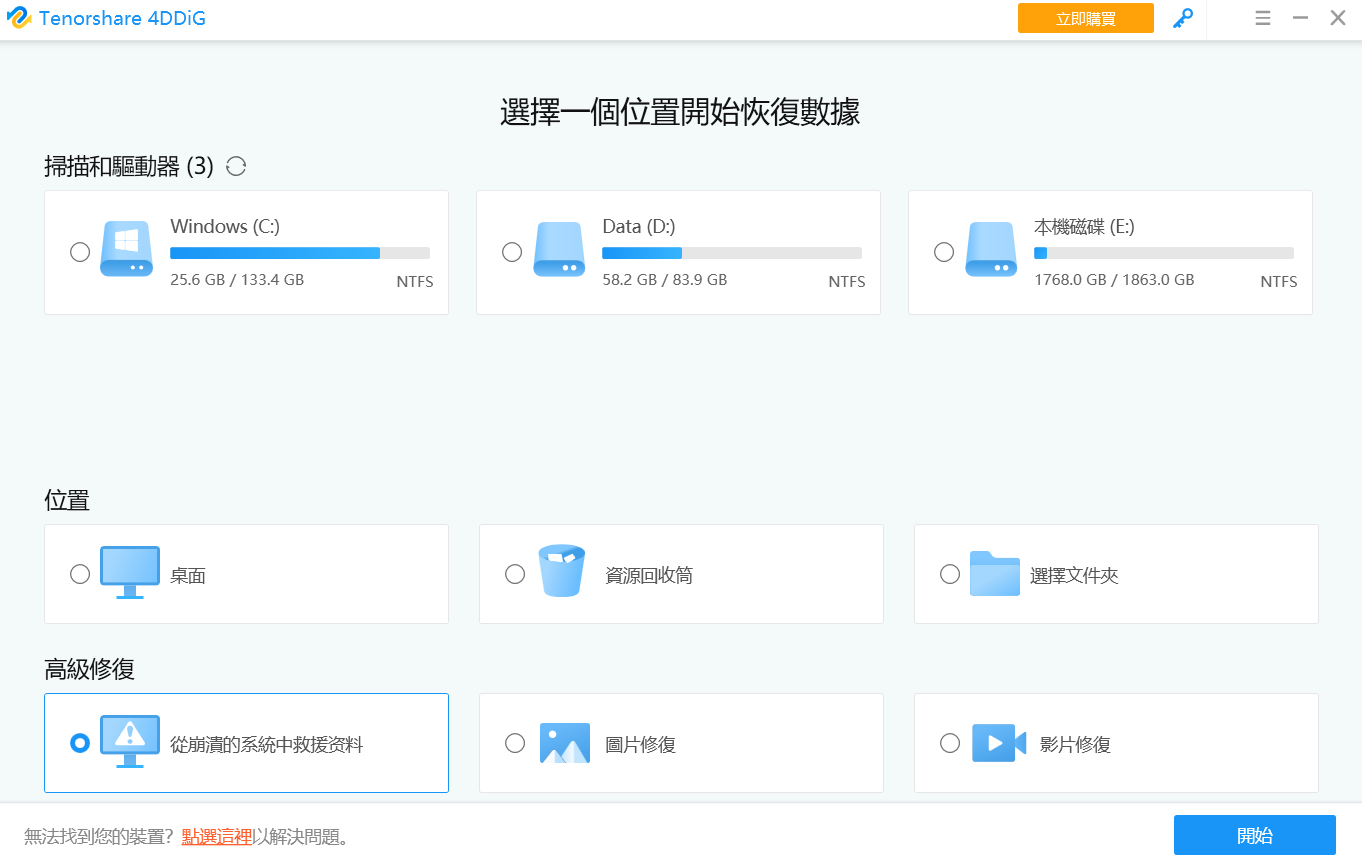 Tenorshare 4DDiG
立即購買
選擇一個位置開始恢復數據
掃描和驅動器 (3)
Windows (C:)
25.6 GB / 133.4 GB
NTFS
Data (D:)
58.2 GB / 83.9 GB
NTFS
本機磁碟 (E:)
1768.0 GB / 1863.0 GB
NTFS
位置
桌面
資源回收筒
選擇文件夾
高級修復
從崩潰的系統中救援资料
圖片修復
影片修復
無法找到您的裝置? 點選這裡以解決問題。
開始